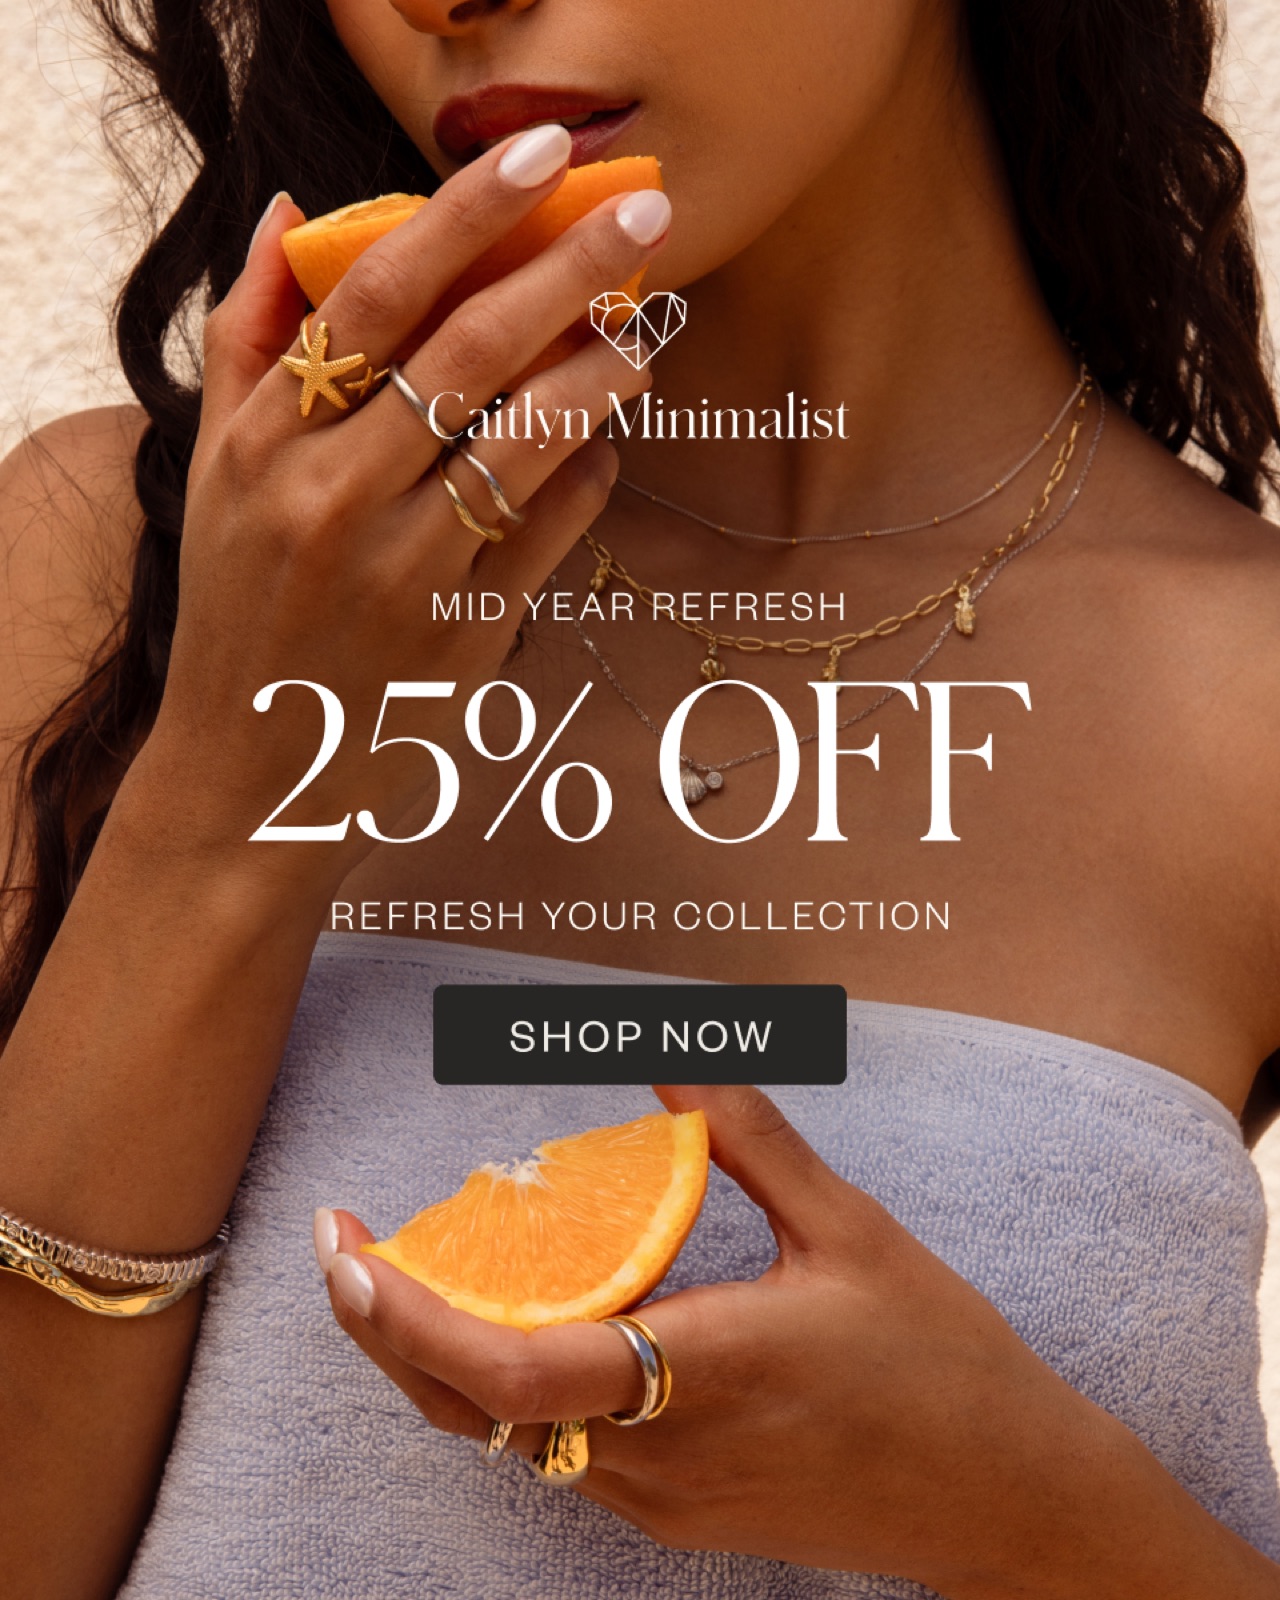 Caitlyn Minimalist
MID YEAR REFRESH
25% OFF
REFRESH YOUR COLLECTION
SHOP NOW